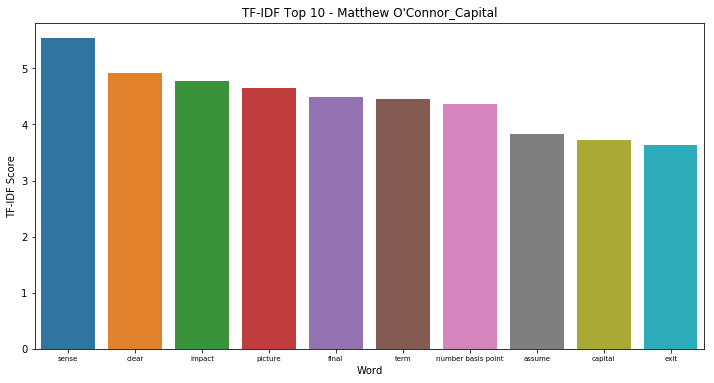 TF-IDF Top 10 - Matthew O'Connor_Capital
TF-IDF Score
5
4
3
2
1
0
sense clear impact picture final term number basis point assume capital exit
Word